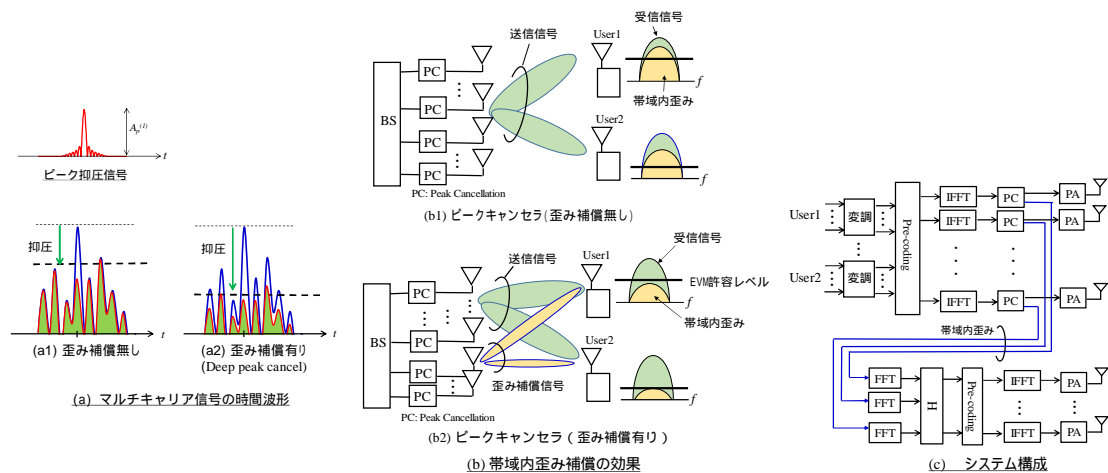 A_p^(1)
t
ピーク抑圧信号
抑圧
抑圧
t
t
(a1) 歪み補償無し
(a2) 歪み補償有り
(Deep peak cancel)
(a) マルチキャリア信号の時間波形
BS
PC
PC
PC
PC
PC: Peak Cancellation
送信信号
User1
User2
受信信号
f
帯域内歪み
f
(b1) ピークキャンセラ(歪み補償無し)
BS
PC
PC
PC
PC
PC
PC: Peak Cancellation
送信信号
歪み補償信号
User1
User2
受信信号
EVM許容レベル
f
帯域内歪み
f
(b2) ピークキャンセラ ( 歪み補償有り )
(b) 帯域内歪み補償の効果
User1
変調
User2
変調
Pre-coding
IFFT
PC
PA
IFFT
PC
PA
IFFT
PC
PA
帯域内歪み
FFT
FFT
FFT
H
Pre-coding
IFFT
PA
IFFT
PA
(c) システム構成